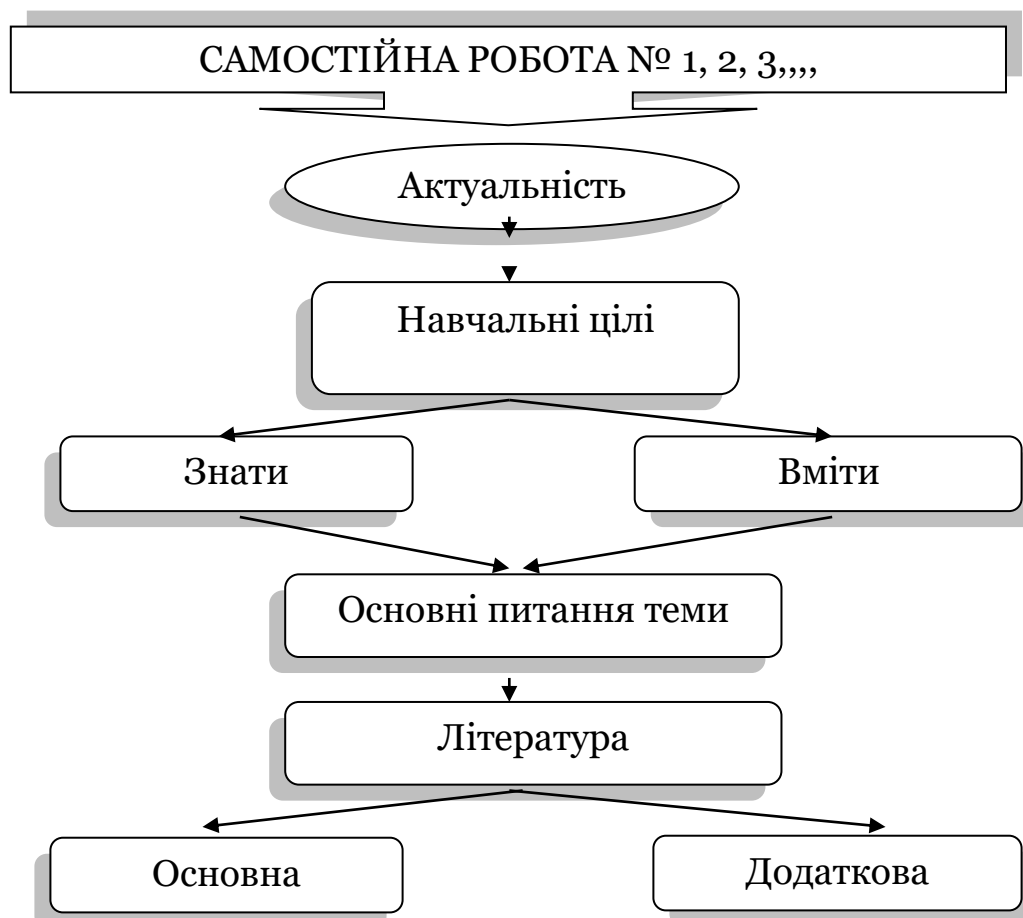 САМОСТІЙНА РОБОТА № 1, 2, 3,,,,
Актуальність
Навчальні цілі
Знати
Вміти
Основні питання теми
Література
Основна
Додаткова